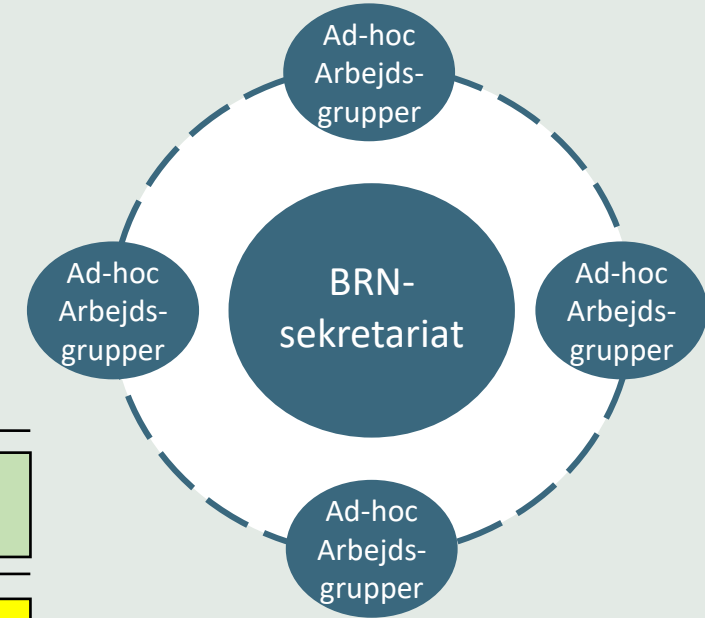 Ad-hoc
Arbejds-
grupper
Ad-hoc
Arbejds-
grupper
BRN-
sekretariat
Ad-hoc
Arbejds-
grupper
Ad-hoc
Arbejds-
grupper